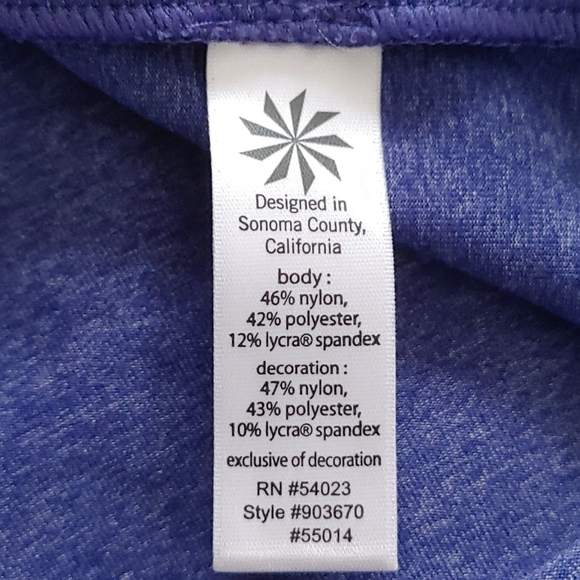 Designed in
Sonoma County,
California
body :
46% nylon,
42% polyester,
12% lycra® spandex
decoration :
47% nylon,
43% polyester,
10% lycra® spandex
exclusive of decoration
RN #54023
Style #903670
#55014